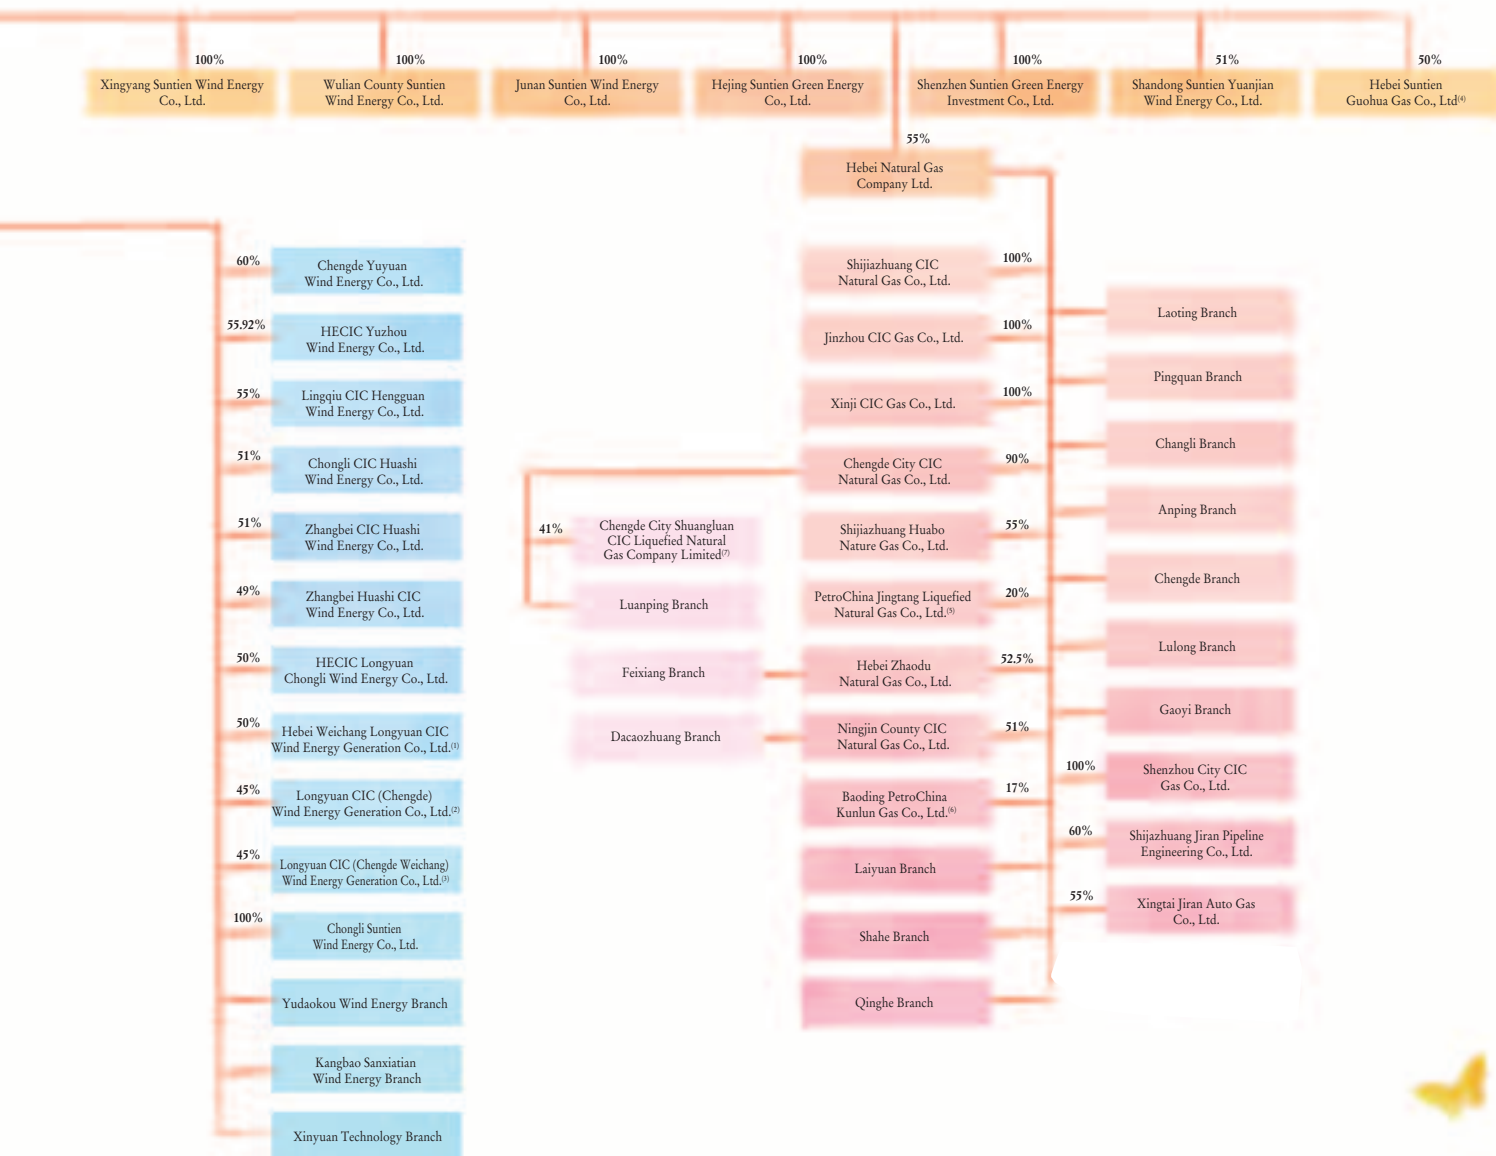 100%
Xingyang Suntien Wind Energy
Co., Ltd.
100%
Wulian County Suntien
Wind Energy Co., Ltd.
100%
Junan Suntien Wind Energy
Co., Ltd.
100%
Hejing Suntien Green Energy
Co., Ltd.
100%
Shenzhen Suntien Green Energy
Investment Co., Ltd.
51%
Shandong Suntien Yuanjian
Wind Energy Co., Ltd.
50%
Hebei Suntien
Guohua Gas Co., Ltd(4)
55%
Hebei Natural Gas
Company Ltd.
60%
Chengde Yuyuan
Wind Energy Co., Ltd.
55.92%
HECIC Yuzhou
Wind Energy Co., Ltd.
55%
Lingqiu CIC Hengguan
Wind Energy Co., Ltd.
51%
Chongli CIC Huashi
Wind Energy Co., Ltd.
51%
Zhangbei CIC Huashi
Wind Energy Co., Ltd.
49%
Zhangbei Huashi CIC
Wind Energy Co., Ltd.
50%
HECIC Longyuan
Chongli Wind Energy Co., Ltd.
50%
Hebei Weichang Longyuan CIC
Wind Energy Generation Co., Ltd.(1)
45%
Longyuan CIC (Chengde)
Wind Energy Generation Co., Ltd.(2)
45%
Longyuan CIC (Chengde Weichang)
Wind Energy Generation Co., Ltd.(3)
100%
Chongli Suntien
Wind Energy Co., Ltd.
Yudaokou Wind Energy Branch
Kangbao Sanxiatian
Wind Energy Branch
Xinyuan Technology Branch
41%
Chengde City Shuangluan
CIC Liquefied Natural
Gas Company Limited(7)
Luanping Branch
Feixiang Branch
Dacaozhuang Branch
Shijiazhuang CIC
Natural Gas Co., Ltd.
100%
Jinzhou CIC Gas Co., Ltd.
100%
Xinji CIC Gas Co., Ltd.
100%
Chengde City CIC
Natural Gas Co., Ltd.
90%
Shijiazhuang Huabo
Nature Gas Co., Ltd.
55%
PetroChina Jingtang Liquefied
Natural Gas Co., Ltd.(5)
20%
Hebei Zhaodu
Natural Gas Co., Ltd.
52.5%
Ningjin County CIC
Natural Gas Co., Ltd.
51%
Baoding PetroChina
Kunlun Gas Co., Ltd.(6)
17%
Laiyuan Branch
Shahe Branch
Qinghe Branch
Laoting Branch
Pingquan Branch
Changli Branch
Anping Branch
Chengde Branch
Lulong Branch
Gaoyi Branch
100%
Shenzhou City CIC
Gas Co., Ltd.
60%
Shijazhuang Jiran Pipeline
Engineering Co., Ltd.
55%
Xingtai Jiran Auto Gas
Co., Ltd.